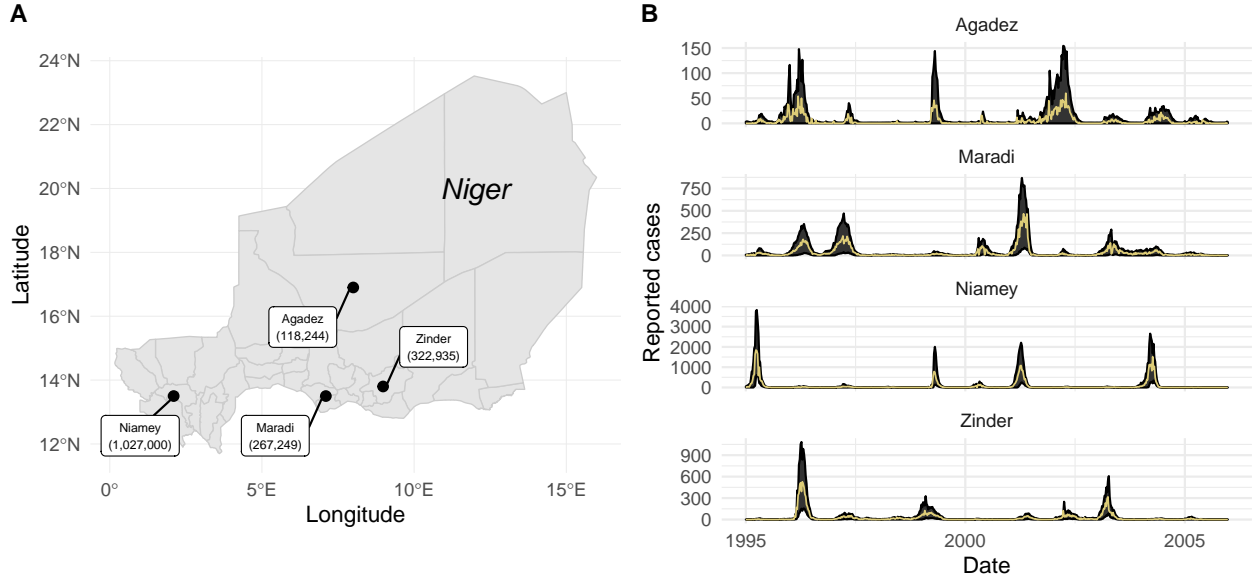 A
24°N
22°N
20°N
18°N
16°N
14°N
12°N
Latitude
Niger
Agadez
(118,244)
Zinder
(322,935)
Niamey
(1,027,000)
Maradi
(267,249)
0° 5°E 10°E 15°E
Longitude
B
Reported cases
Agadez
150
100
50
0
Maradi
750
500
250
0
Niamey
4000
3000
2000
1000
0
Zinder
900
600
300
0
1995 2000 2005
Date